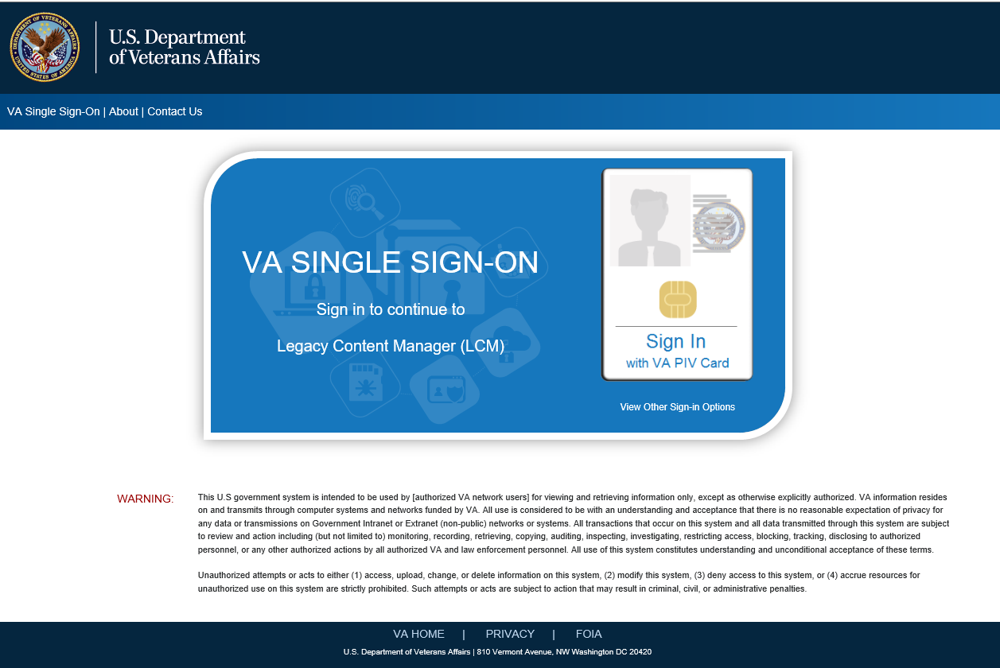 DEPARTMENT OF VETERANS AFFAIRS
UNITED STATES OF AMERICA
U.S. Department
of Veterans Affairs
VA Single Sign-On | About | Contact Us
VA SINGLE SIGN-ON
Sign in to continue to
Legacy Content Manager (LCM)
Sign In
with VA PIV Card
View Other Sign-in Options
WARNING:
This U.S government system is intended to be used by [authorized VA network users] for viewing and retrieving information only, except as otherwise explicitly authorized. VA information resides
on and transmits through computer systems and networks funded by VA. All use is considered to be with an understanding and acceptance that there is no reasonable expectation of privacy for
any data or transmissions on Government Intranet or Extranet (non-public) networks or systems. All transactions that occur on this system and all data transmitted through this system are subject
to review and action including (but not limited to) monitoring, recording, retrieving, copying, auditing, inspecting, investigating, restricting access, blocking, tracking, disclosing to authorized
personnel, or any other authorized actions by all authorized VA and law enforcement personnel. All use of this system constitutes understanding and unconditional acceptance of these terms.
Unauthorized attempts or acts to either (1) access, upload, change, or delete information on this system, (2) modify this system, (3) deny access to this system, or (4) accrue resources for
unauthorized use on this system are strictly prohibited. Such attempts or acts are subject to action that may result in criminal, civil, or administrative penalties.
VA HOME | PRIVACY | FOIA
U.S. Department of Veterans Affairs | 810 Vermont Avenue, NW Washington DC 20420